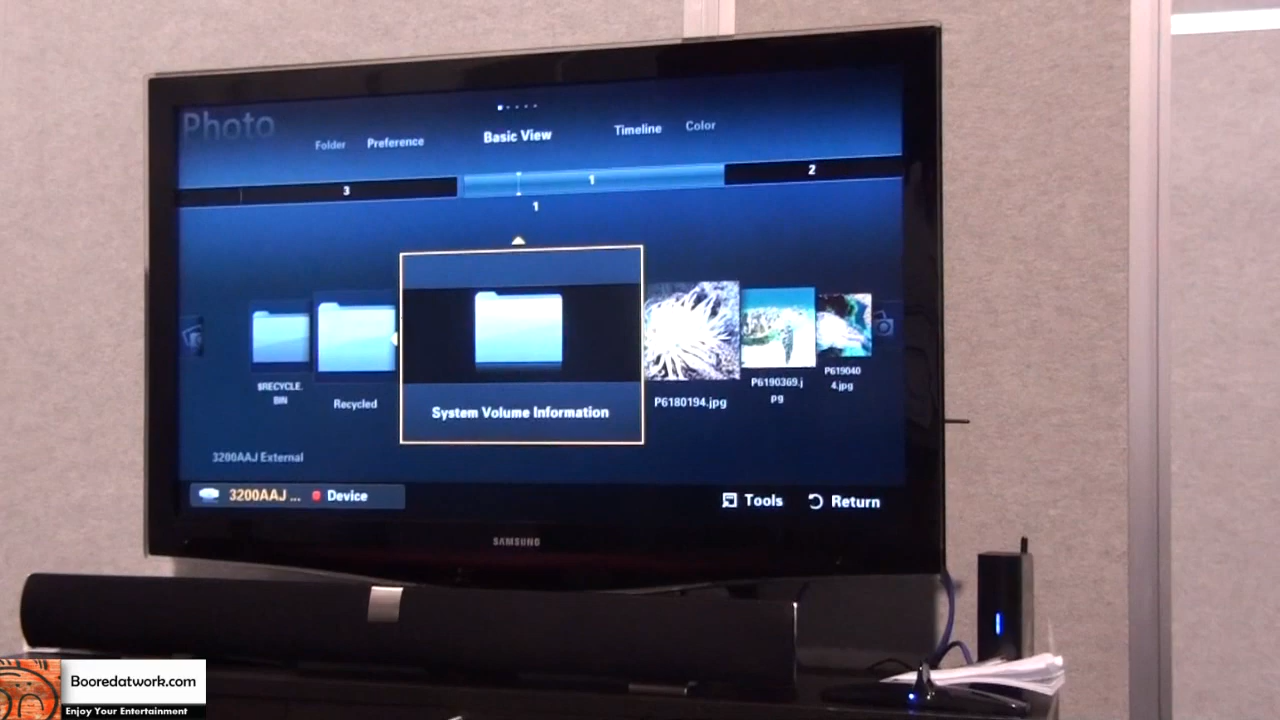 Photo
Folder
Preference
Basic View
Timeline
Color
3
1
2
1
$RECYCLE.
BIN
Recycled
System Volume Information
P6180194.jpg
P6190369.j
pg
P619040
4.jpg
3200AAJ External
3200AAJ ...
Device
Tools
Return
SAMSUNG
Booredatwork.com
Enjoy Your Entertainment